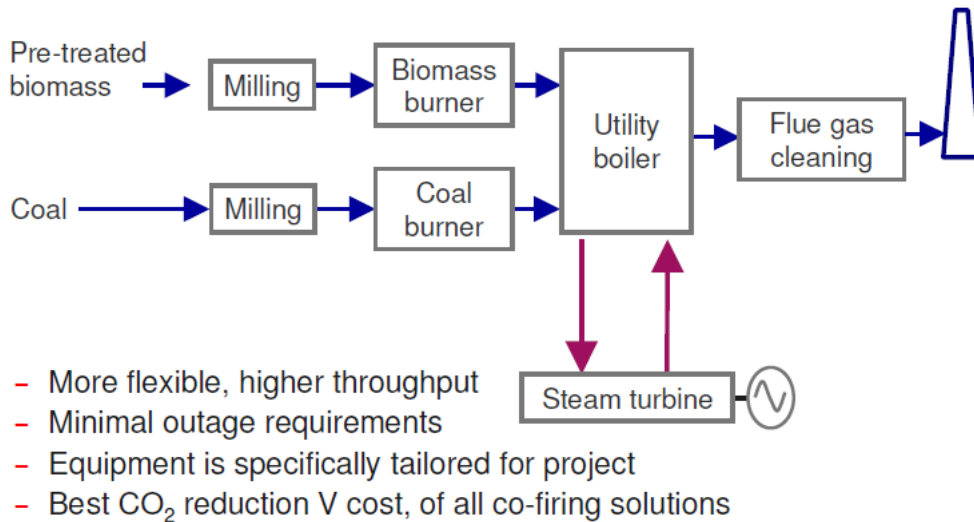 Pre-treated
biomass
Milling
Biomass
burner
Utility
boiler
Flue gas
cleaning
Coal
Milling
Coal
burner
Steam turbine
– More flexible, higher throughput
– Minimal outage requirements
– Equipment is specifically tailored for project
– Best CO₂ reduction V cost, of all co-firing solutions